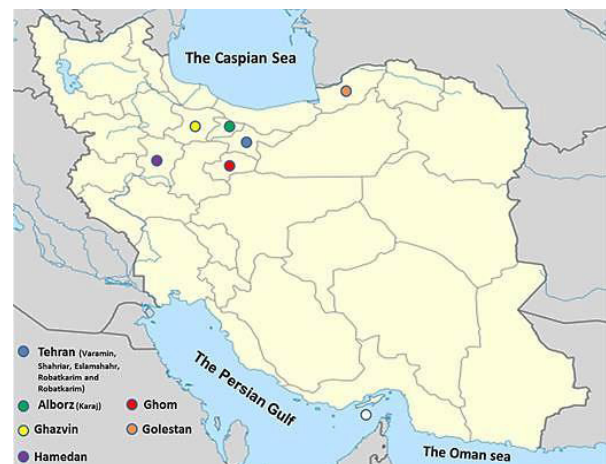 The Caspian Sea
The Persian Gulf
The Oman sea
Tehran (Varamin,
Shahriar, Eslamshahr,
Robatkarim and
Robatkarim)
Alborz (Karaj)
Ghom
Ghazvin
Golestan
Hamedan